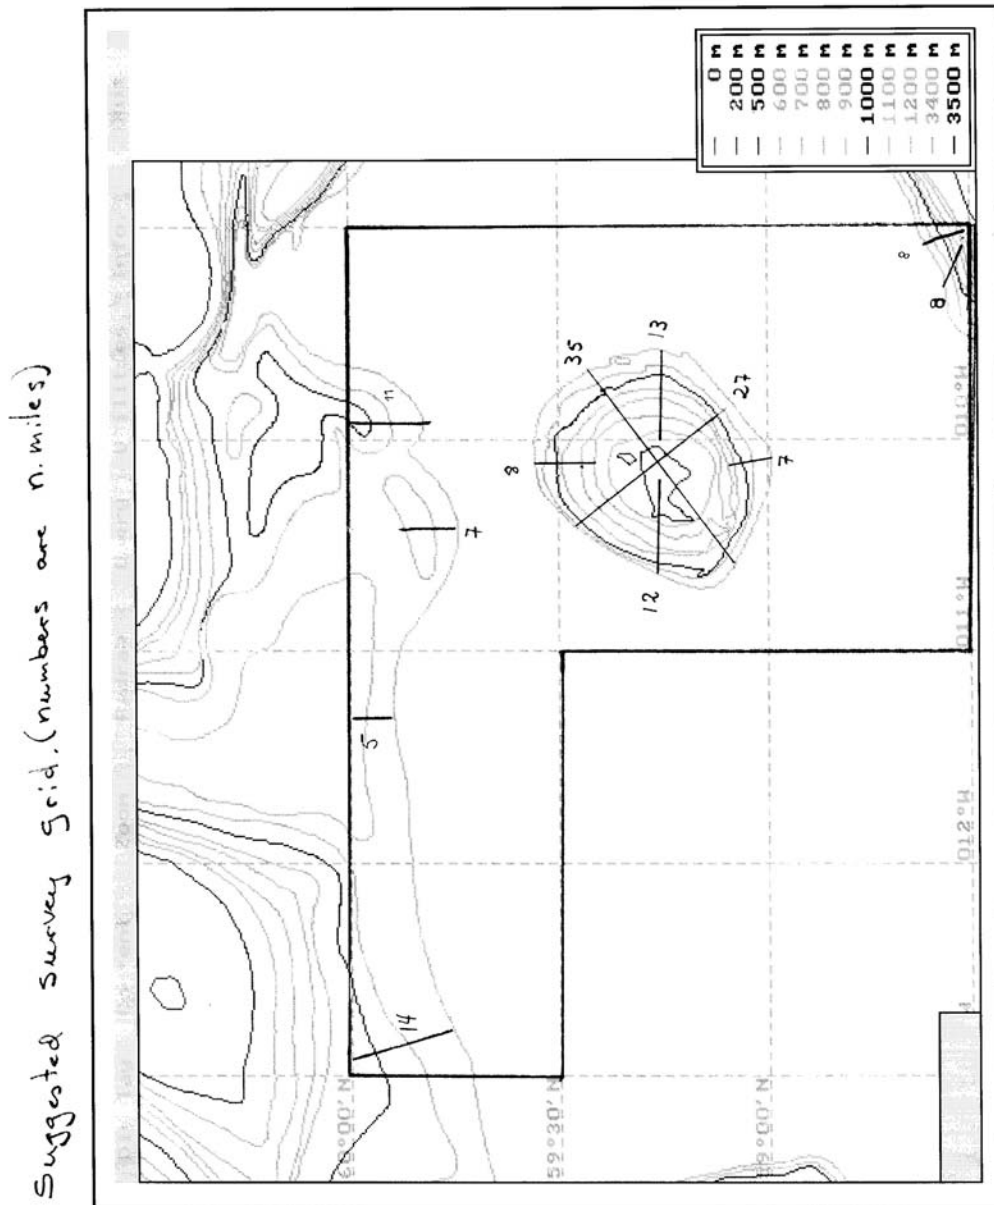 Suggested survey grid. (numbers are n.miles)
0 M
200 M
500 M
600 M
700 M
800 M
900 M
1000 M
1100 M
1200 M
3400 M
3500 M
60°00' N
59°30' N
59°00' N
012°W
011°W
010°W
14
5
7
11
8
35
13
27
7
12
8
8